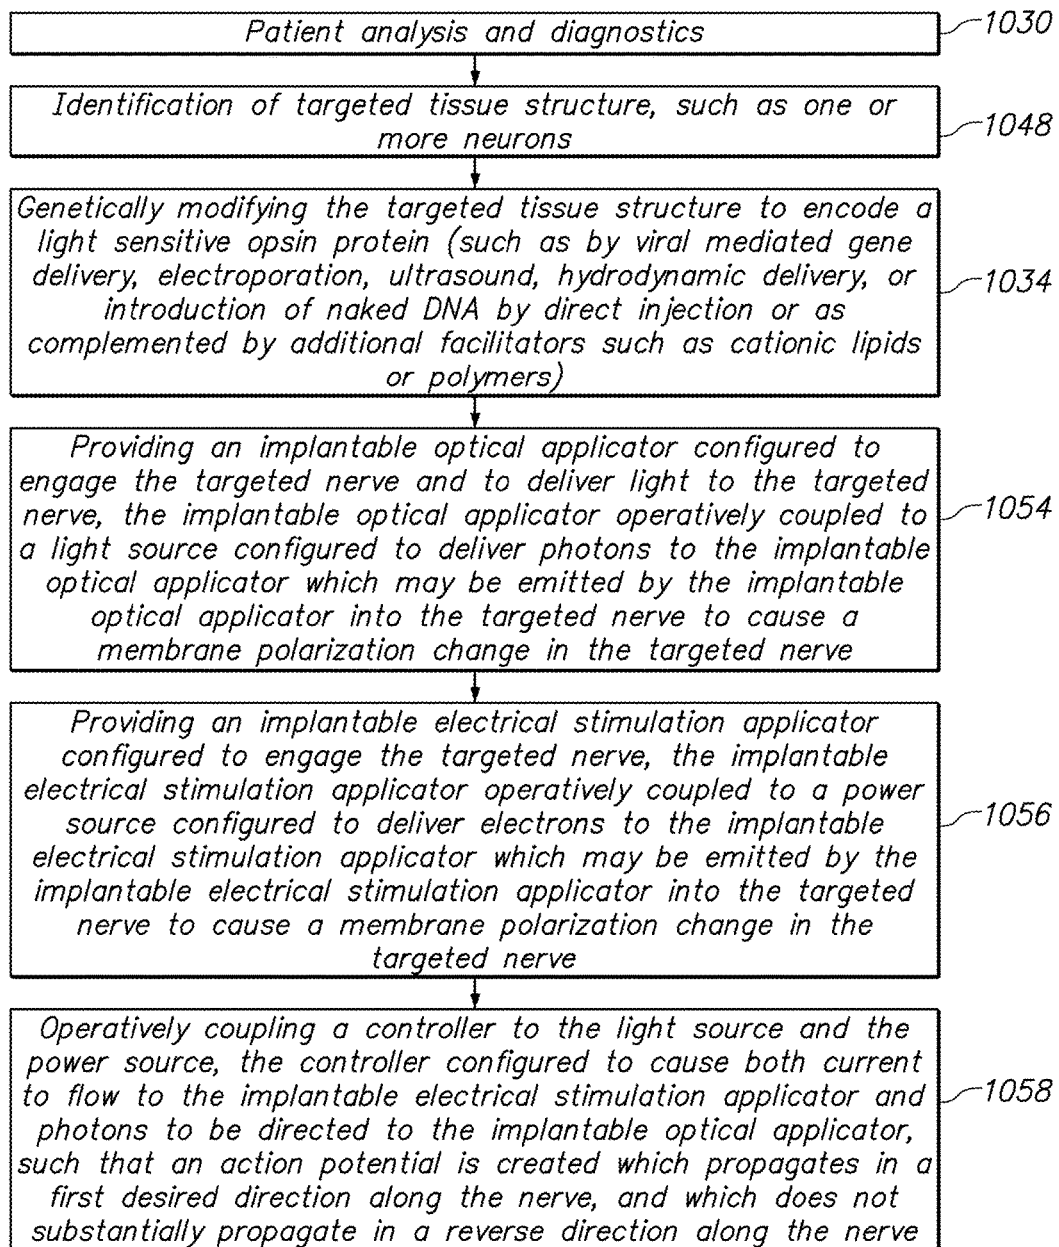 Patient analysis and diagnostics
1030
Identification of targeted tissue structure, such as one or
more neurons
1048
Genetically modifying the targeted tissue structure to encode a
light sensitive opsin protein (such as by viral mediated gene
delivery, electroporation, ultrasound, hydrodynamic delivery, or
introduction of naked DNA by direct injection or as
complemented by additional facilitators such as cationic lipids
or polymers)
1034
Providing an implantable optical applicator configured to
engage the targeted nerve and to deliver light to the targeted
nerve, the implantable optical applicator operatively coupled to
a light source configured to deliver photons to the implantable
optical applicator which may be emitted by the implantable
optical applicator into the targeted nerve to cause a
membrane polarization change in the targeted nerve
1054
Providing an implantable electrical stimulation applicator
configured to engage the targeted nerve, the implantable
electrical stimulation applicator operatively coupled to a power
source configured to deliver electrons to the implantable
electrical stimulation applicator which may be emitted by the
implantable electrical stimulation applicator into the targeted
nerve to cause a membrane polarization change in the
targeted nerve
1056
Operatively coupling a controller to the light source and the
power source, the controller configured to cause both current
to flow to the implantable electrical stimulation applicator and
photons to be directed to the implantable optical applicator,
such that an action potential is created which propagates in a
first desired direction along the nerve, and which does not
substantially propagate in a reverse direction along the nerve
1058